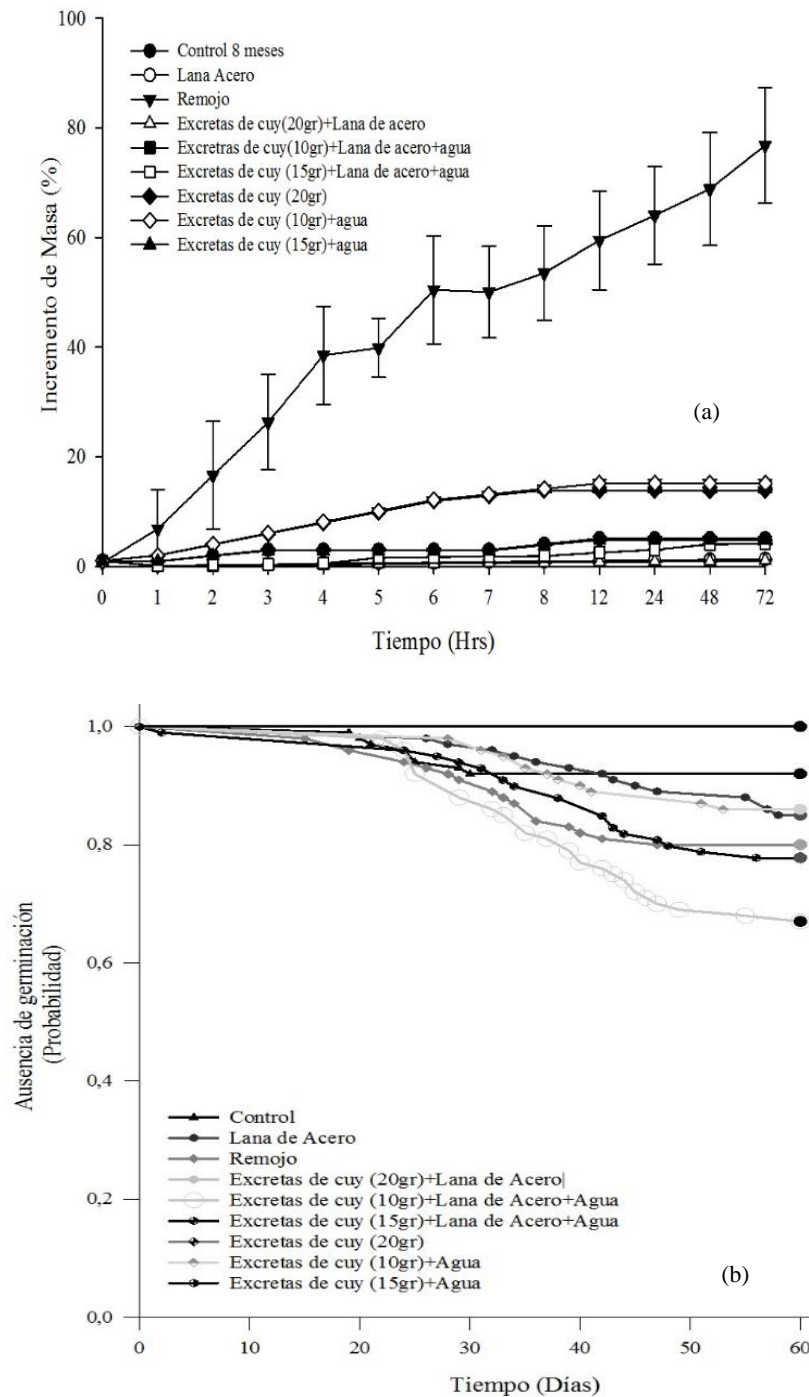 100
80
60
40
20
0
Incremento de Masa (%)
Control 8 meses
Lana Acero
Remojo
Excretas de cuy(20gr)+Lana de acero
Excretras de cuy(10gr)+Lana de acero+agua
Excretas de cuy (15gr)+Lana de acero+agua
Excretas de cuy (20gr)
Excretas de cuy (10gr)+agua
Excretas de cuy (15gr)+agua
(a)
0 1 2 3 4 5 6 7 8 12 24 48 72
Tiempo (Hrs)
1,0
0,8
0,6
0,4
0,2
0,0
Ausencia de germinación
(Probabilidad)
Control
Lana de Acero
Remojo
Excretas de cuy (20gr)+Lana de Acero|
Excretas de cuy (10gr)+Lana de Acero+Agua
Excretas de cuy (15gr)+Lana de Acero+Agua
Excretas de cuy (20gr)
Excretas de cuy (10gr)+Agua
Excretas de cuy (15gr)+Agua
(b)
0 20 30 40 50 60
Tiempo (Días)